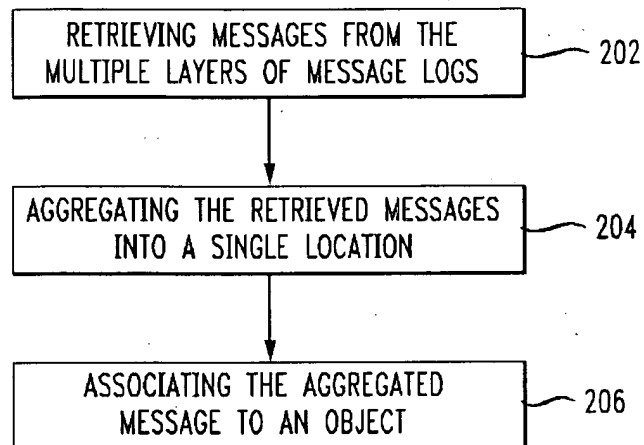 RETRIEVING MESSAGES FROM THE
MULTIPLE LAYERS OF MESSAGE LOGS
202
AGGREGATING THE RETRIEVED MESSAGES
INTO A SINGLE LOCATION
204
ASSOCIATING THE AGGREGATED
MESSAGE TO AN OBJECT
206